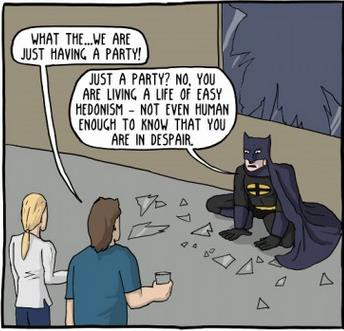 WHAT THE...WE ARE
JUST HAVING A PARTY!
JUST A PARTY? NO, YOU
ARE LIVING A LIFE OF EASY
HEDONISM - NOT EVEN HUMAN
ENOUGH TO KNOW THAT YOU
ARE IN DESPAIR.